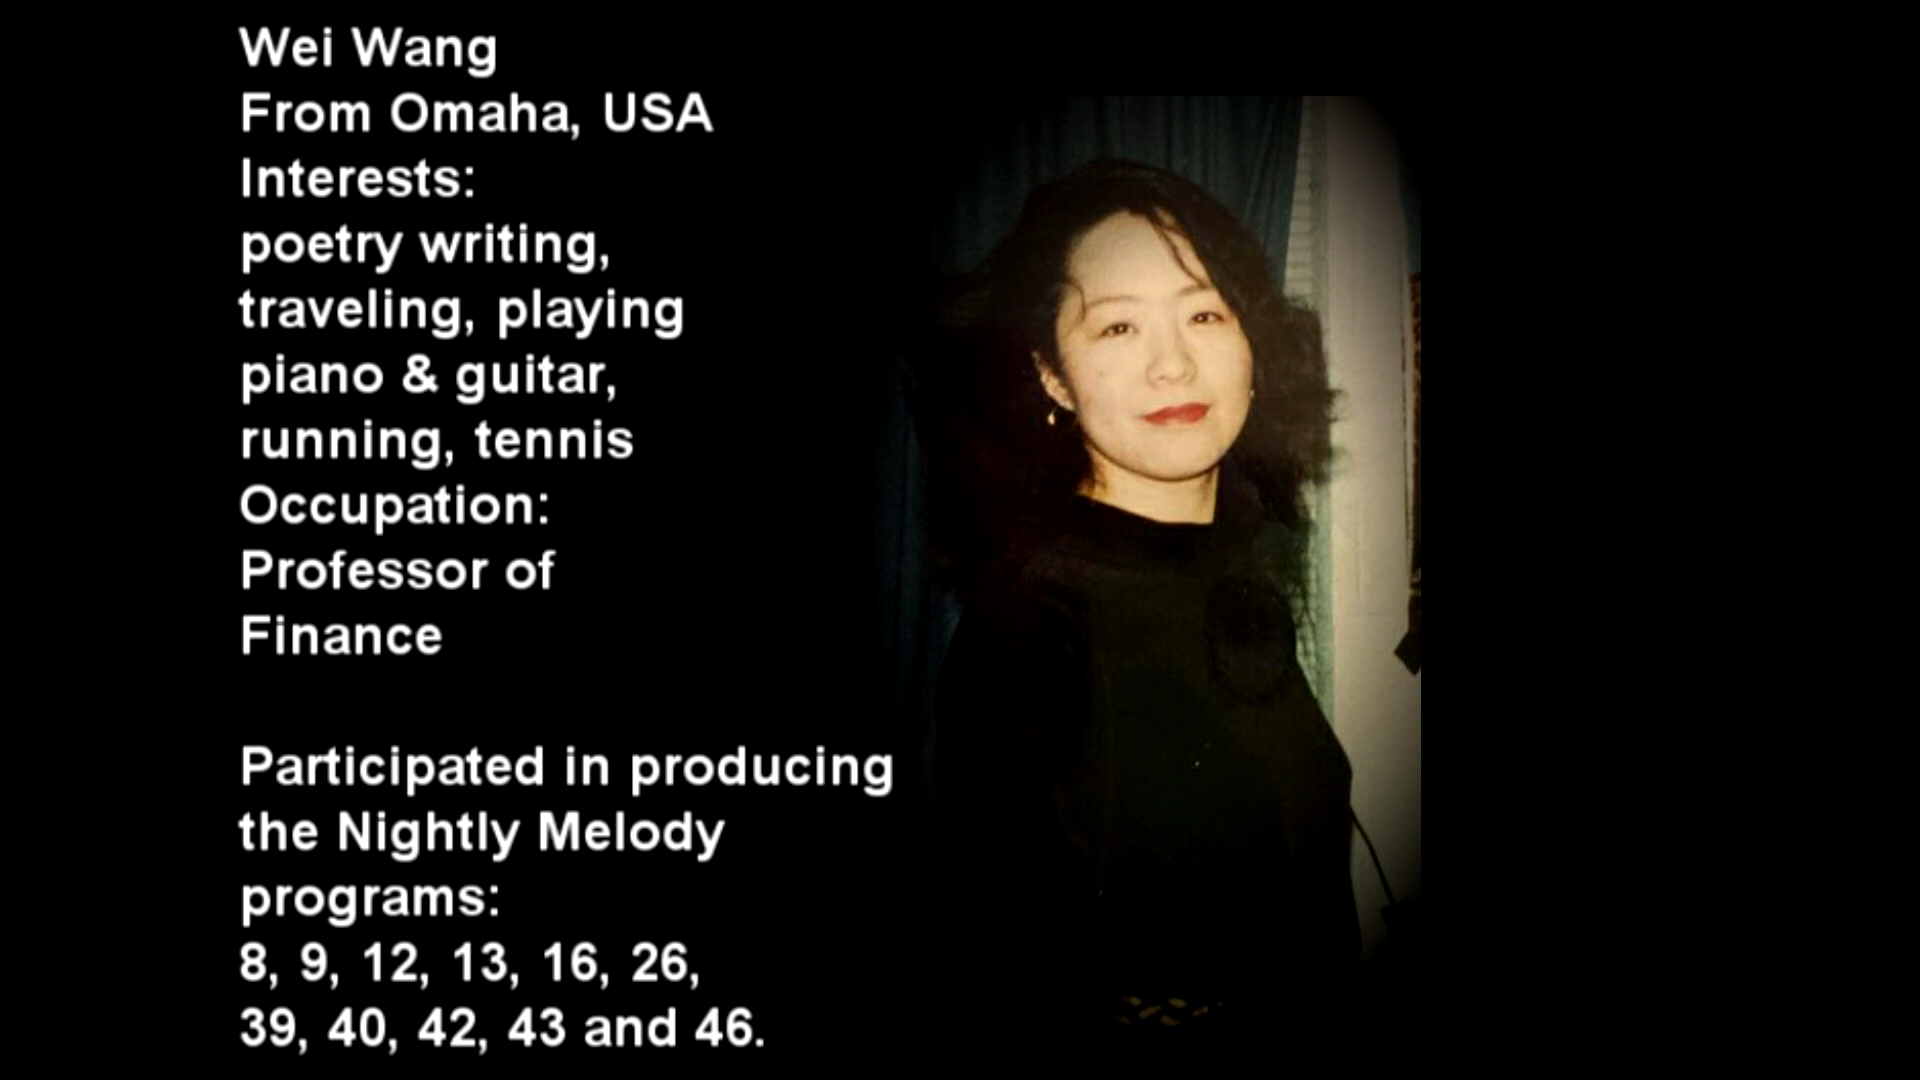 Wei Wang
From Omaha, USA
Interests:
poetry writing,
traveling, playing
piano & guitar,
running, tennis
Occupation:
Professor of
Finance
Participated in producing
the Nightly Melody
programs:
8, 9, 12, 13, 16, 26,
39, 40, 42, 43 and 46.